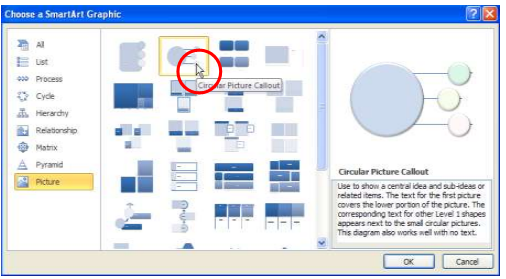 Choose a SmartArt Graphic
All
List
Process
Cycle
Hierarchy
Relationship
Matrix
Pyramid
Picture
Circular Picture Callout
Circular Picture Callout
Use to show a central idea and sub-ideas or
related items. The text for the first picture
covers the lower portion of the picture. The
corresponding text for other Level 1 shapes
appears next to the small circular pictures.
This diagram also works well with no text.
OK
Cancel